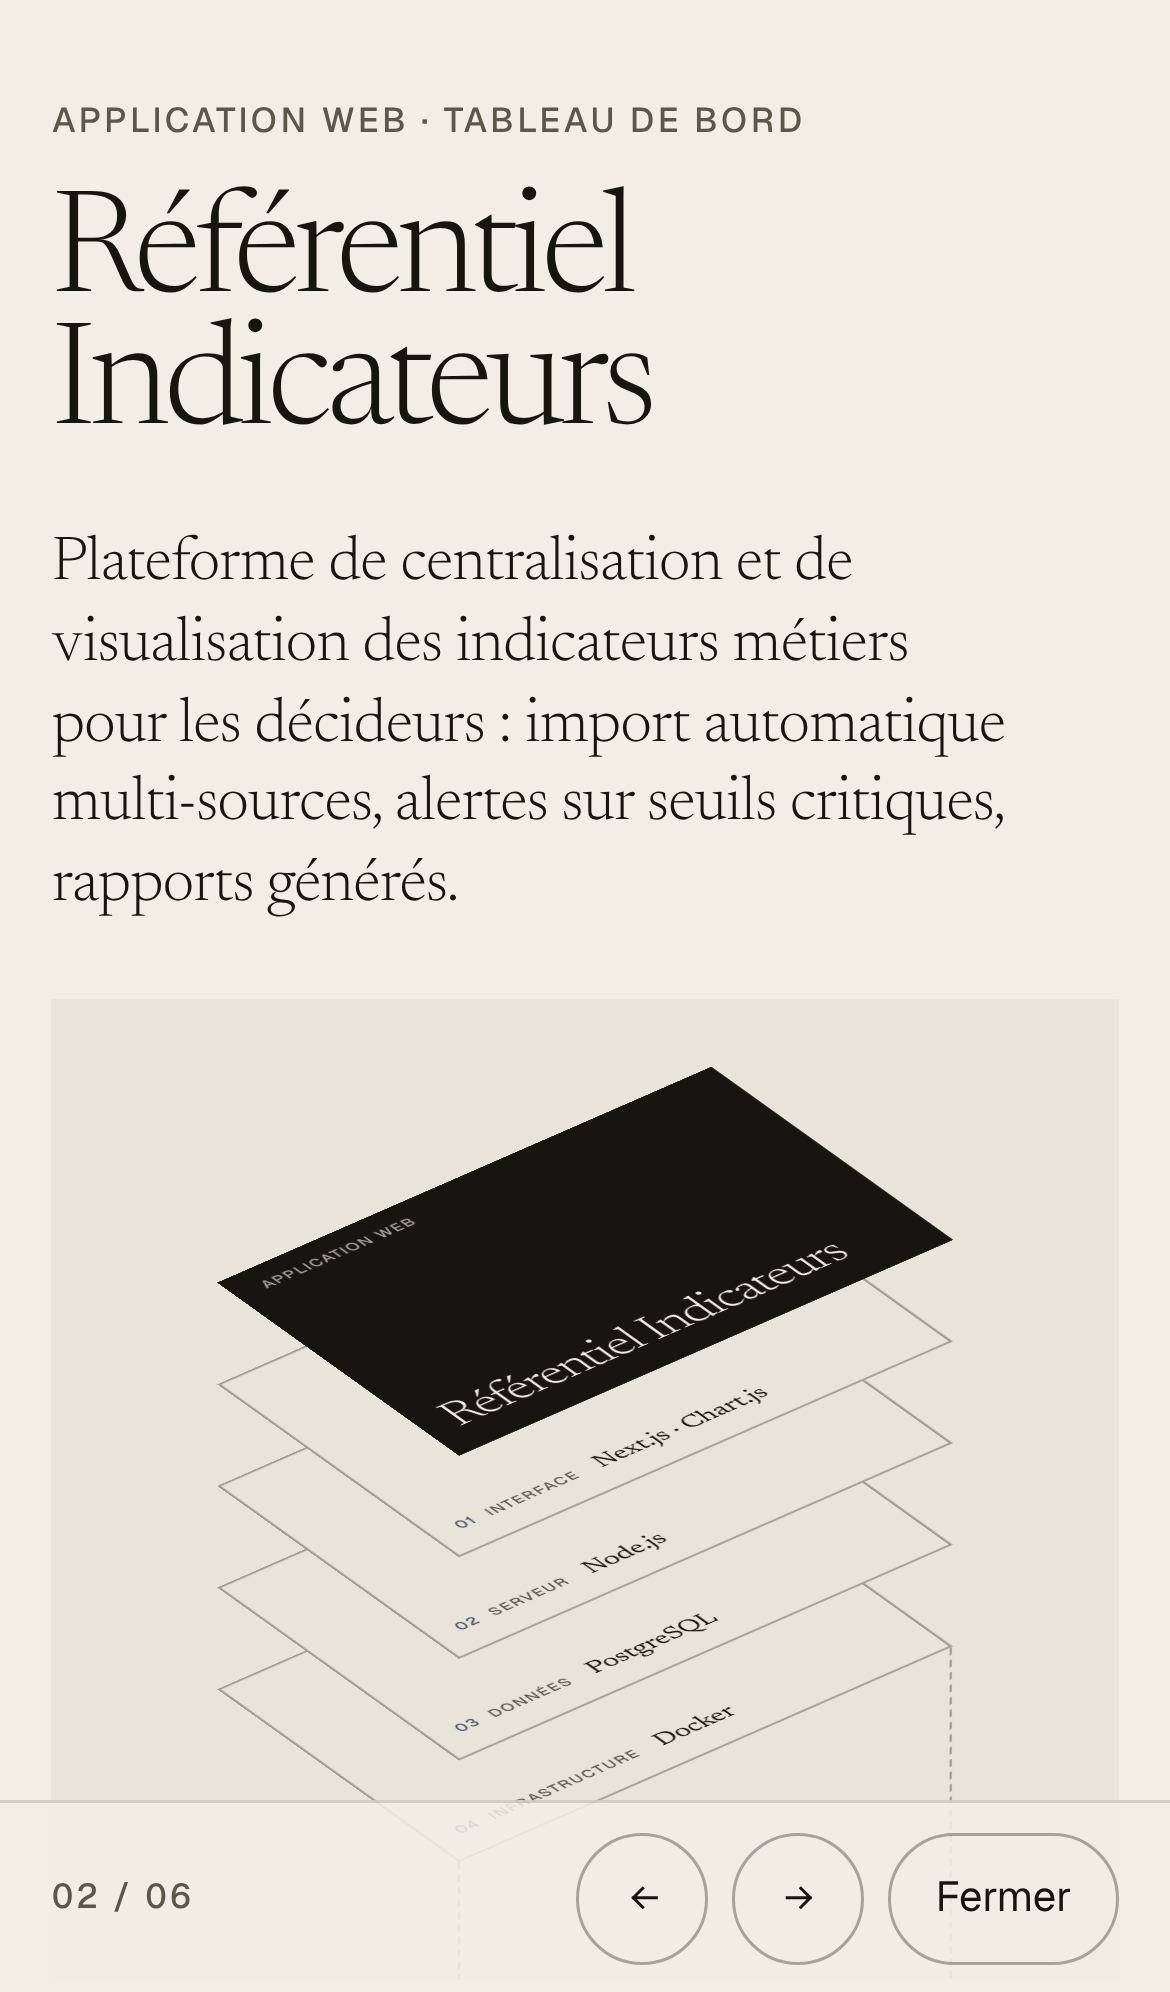 APPLICATION WEB · TABLEAU DE BORD
Référentiel
Indicateurs
Plateforme de centralisation et de
visualisation des indicateurs métiers
pour les décideurs : import automatique
multi-sources, alertes sur seuils critiques,
rapports générés.
APPLICATION WEB
Référentiel Indicateurs
01 INTERFACE Next.js · Chart.js
02 SERVEUR Node.js
03 DONNÉES PostgreSQL
04 INFRASTRUCTURE Docker
02 / 06
← → Fermer